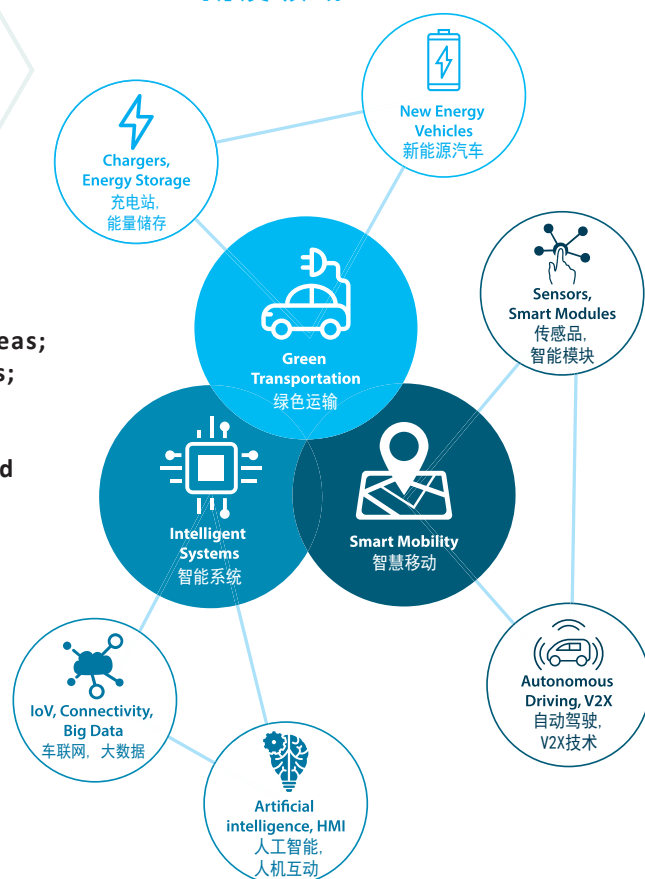 New Energy
Vehicles
新能源汽车
Chargers,
Energy Storage
充电站,
能量储存
Sensors,
Smart Modules
传感品,
智能模块
eas;
s;
d
Green
Transportation
绿色运输
Intelligent
Systems
智能系统
Smart Mobility
智慧移动
IoV, Connectivity,
Big Data
车联网, 大数据
Autonomous
Driving, V2X
自动驾驶,
V2X技术
Artificial
intelligence, HMI
人工智能,
人机互动